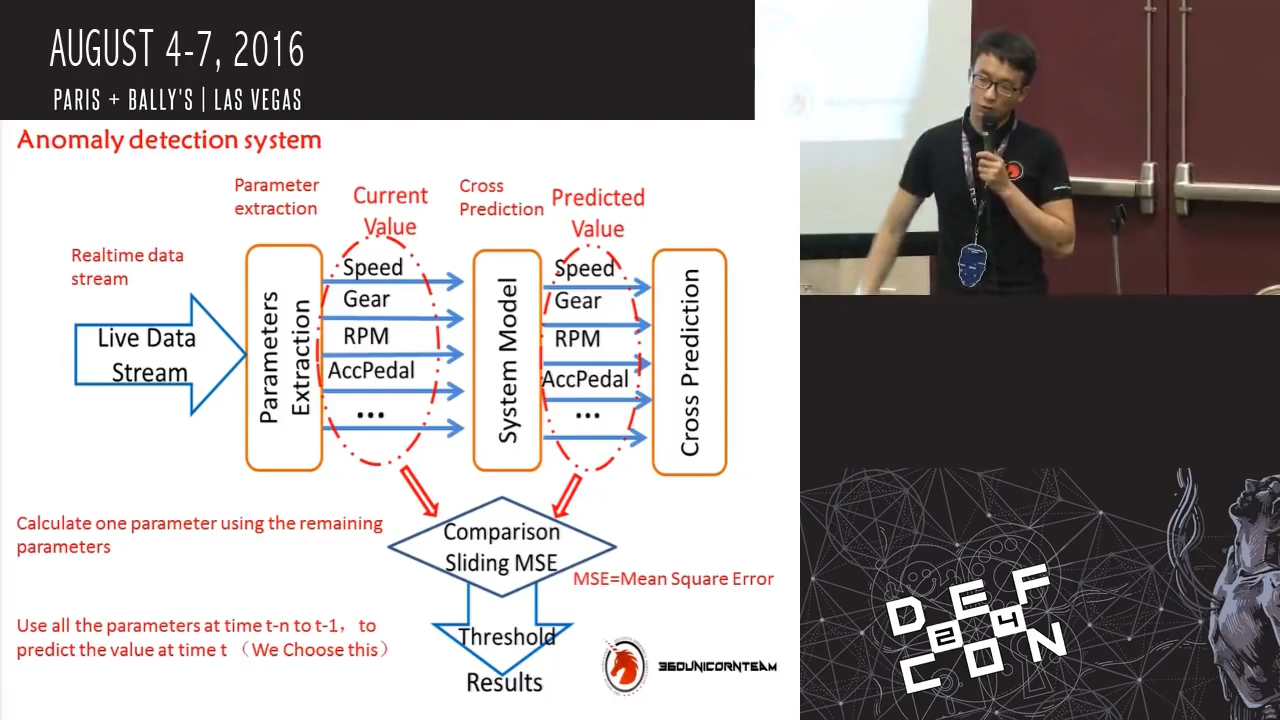 AUGUST 4-7, 2016
PARIS + BALLY'S | LAS VEGAS
Anomaly detection system
Parameter
extraction
Current
Value
Cross
Prediction
Predicted
Value
Realtime data
stream
Live Data
Stream
Parameters
Extraction
Speed
Gear
RPM
AccPedal
...
System Model
Speed
Gear
RPM
AccPedal
...
Cross Prediction
Calculate one parameter using the remaining
parameters
Comparison
Sliding MSE
MSE=Mean Square Error
Use all the parameters at time t-n to t-1，to
predict the value at time t （We Choose this）
Threshold
Results
360UNICORNTEAM
DEF
24
CON